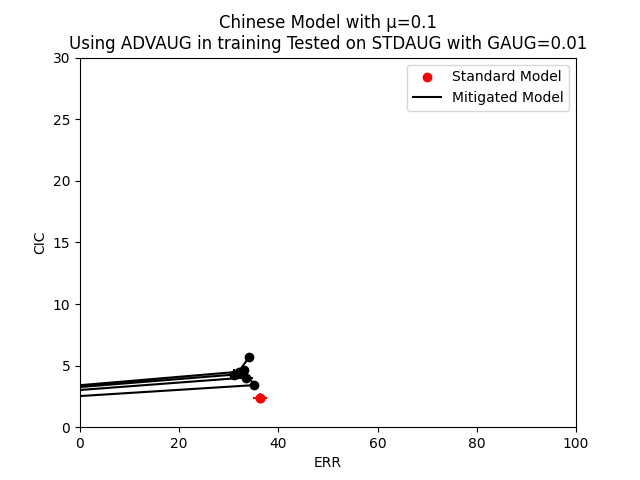 Chinese Model with μ=0.1
Using ADVAUG in training Tested on STDAUG with GAUG=0.01
Standard Model
Mitigated Model
30
25
20
15
10
5
0
CIC
0 20 40 60 80 100
ERR